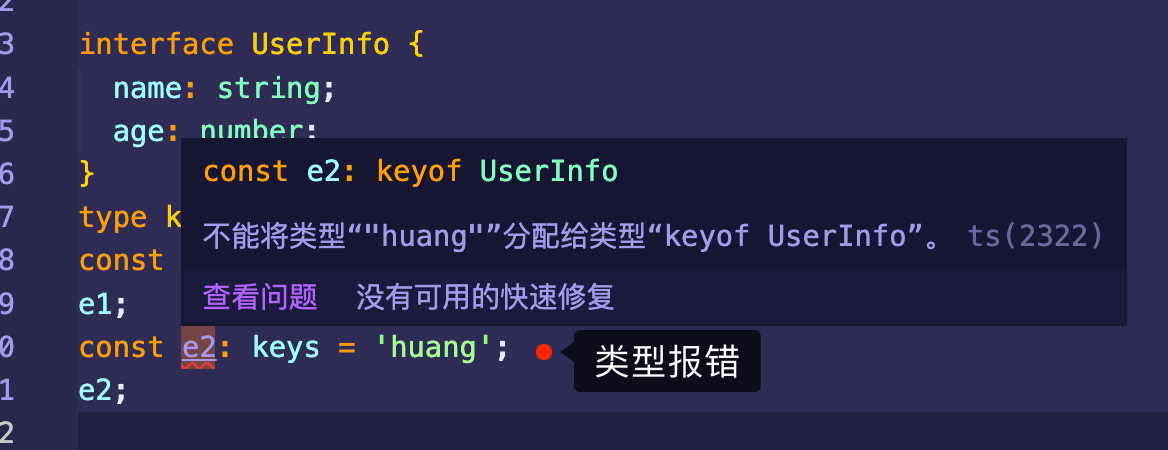 2
3 interface UserInfo {
4 name: string;
5 age: number;
6 }
const e2: keyof UserInfo
7 type k
不能将类型“"huang"”分配给类型“keyof UserInfo”。 ts(2322)
8 const
9 e1;
查看问题 没有可用的快速修复
0 const e2: keys = 'huang';
类型报错
1 e2;
2